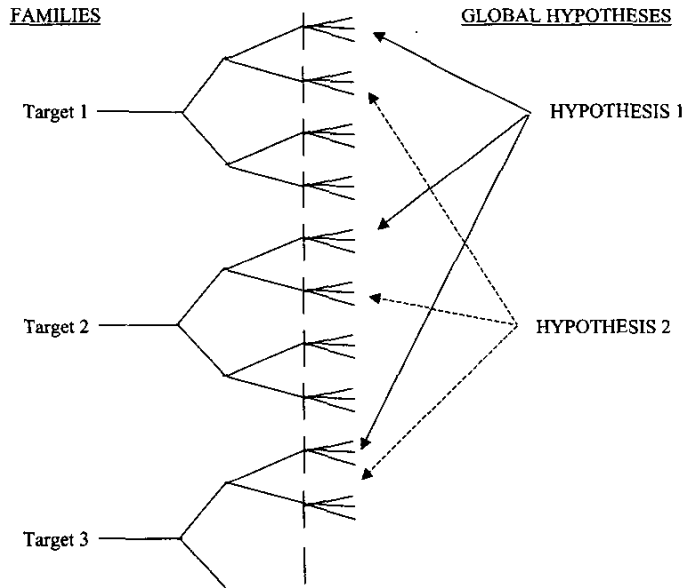 FAMILIES
GLOBAL HYPOTHESES
Target 1
HYPOTHESIS 1
Target 2
HYPOTHESIS 2
Target 3